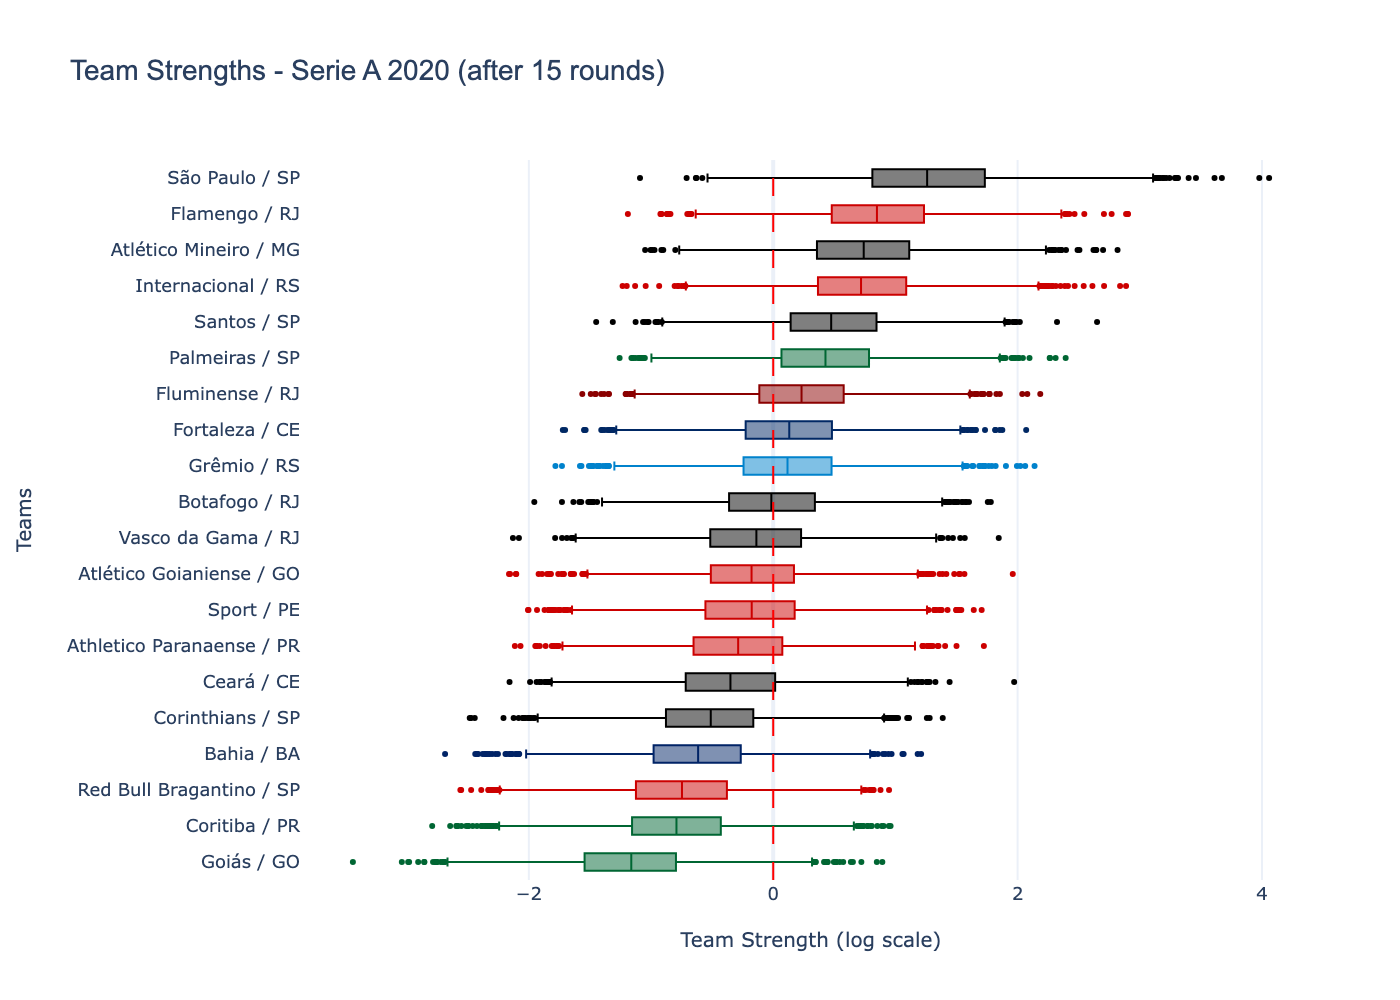 Team Strengths - Serie A 2020 (after 15 rounds)
São Paulo / SP
Flamengo / RJ
Atlético Mineiro / MG
Internacional / RS
Santos / SP
Palmeiras / SP
Fluminense / RJ
Fortaleza / CE
Grêmio / RS
Botafogo / RJ
Vasco da Gama / RJ
Atlético Goianiense / GO
Sport / PE
Athletico Paranaense / PR
Ceará / CE
Corinthians / SP
Bahia / BA
Red Bull Bragantino / SP
Coritiba / PR
Goiás / GO
Teams
−2 0 2 4
Team Strength (log scale)